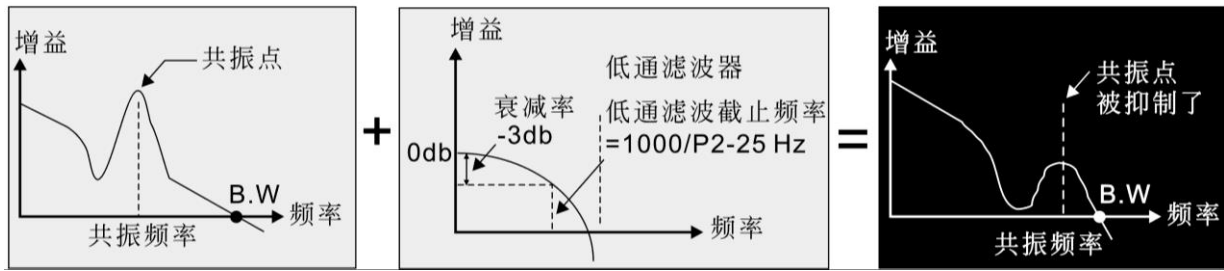 增益
共振点
B.W
频率
共振频率
+
增益
低通滤波器
衰减率
-3db
低通滤波截止频率
=1000/P2-25 Hz
0db
频率
=
增益
共振点
被抑制了
B.W
频率
共振频率